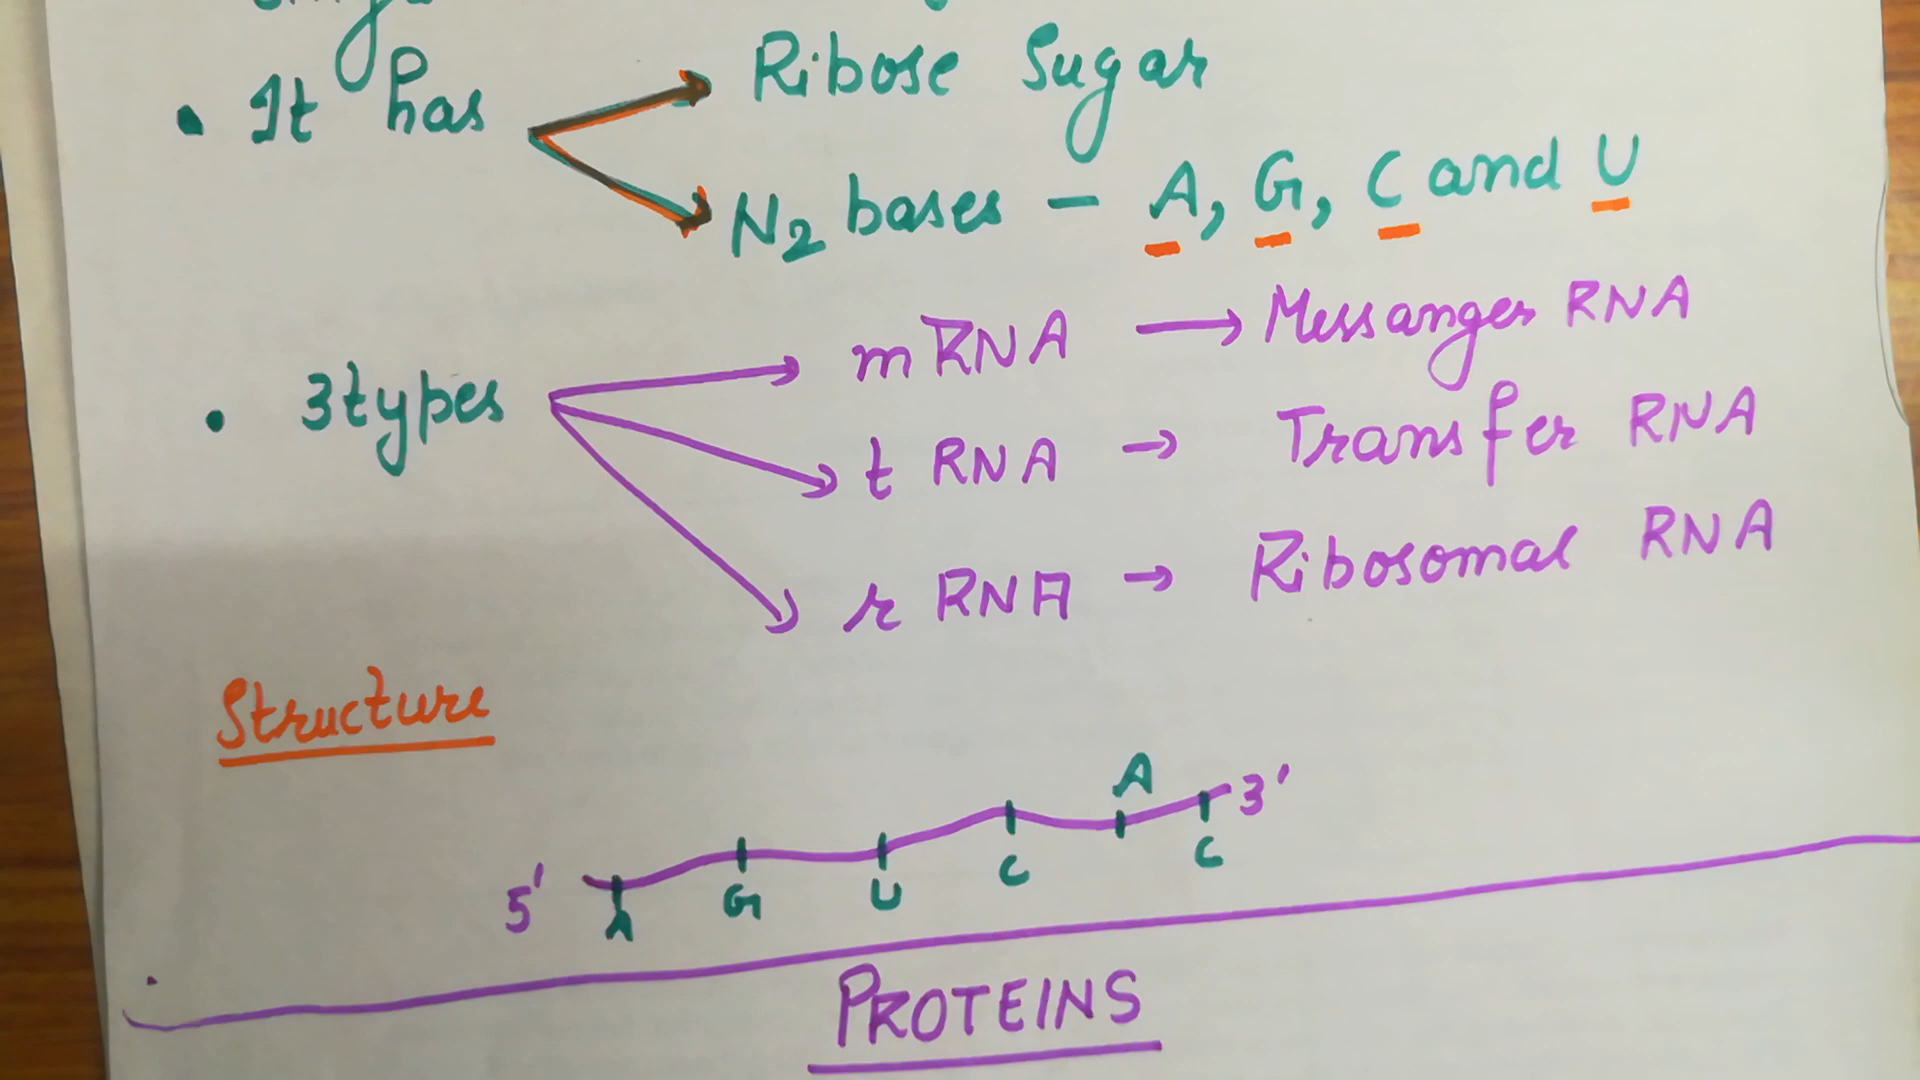 • It has
Ribose Sugar
N2 bases - A, G, C and U
• 3types
mRNA → Messanger RNA
t RNA → Transfer RNA
r RNA → Ribosomal RNA
Structure
5' A G U C A C 3'
PROTEINS